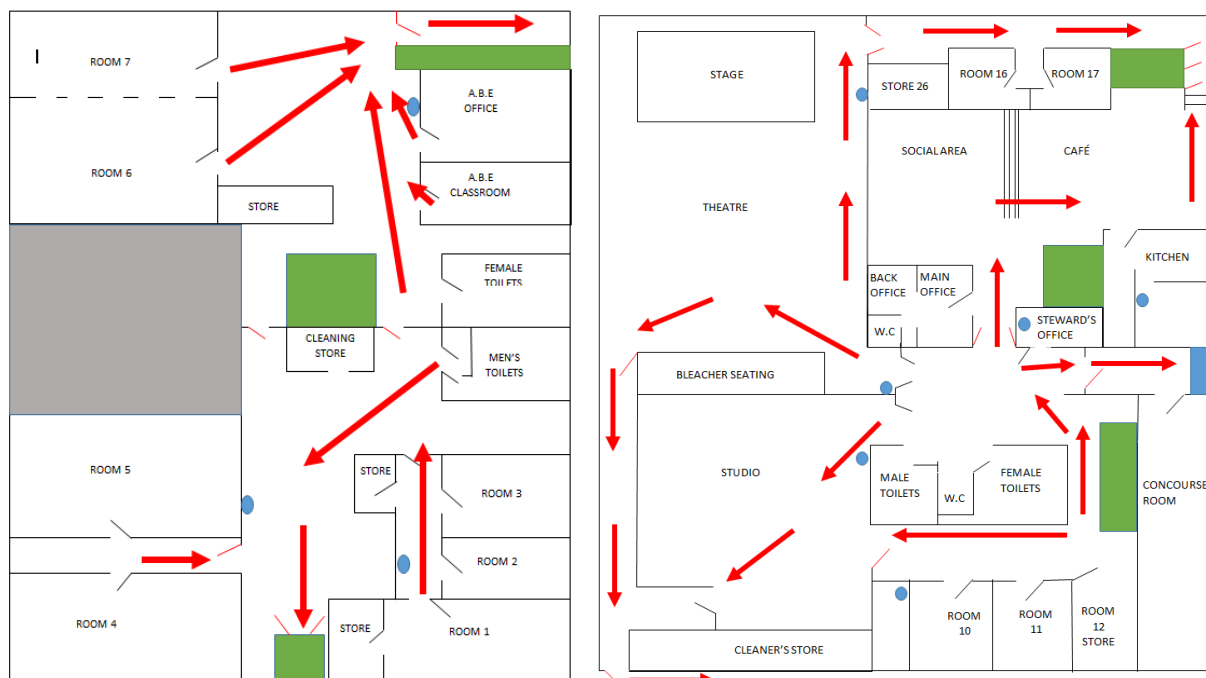 ROOM 7
A.B.E
OFFICE
ROOM 6
A.B.E
CLASSROOM
STORE
FEMALE
TOILETS
CLEANING
STORE
MEN'S
TOILETS
ROOM 5
STORE
ROOM 3
ROOM 2
ROOM 4
STORE
ROOM 1
STAGE
STORE 26
ROOM 16
ROOM 17
SOCIAL AREA
CAFÉ
THEATRE
BACK
OFFICE
MAIN
OFFICE
KITCHEN
W.C
STEWARD'S
OFFICE
BLEACHER SEATING
STUDIO
MALE
TOILETS
W.C
FEMALE
TOILETS
CONCOURSE
ROOM
ROOM
10
ROOM
11
ROOM
12
STORE
CLEANER'S STORE